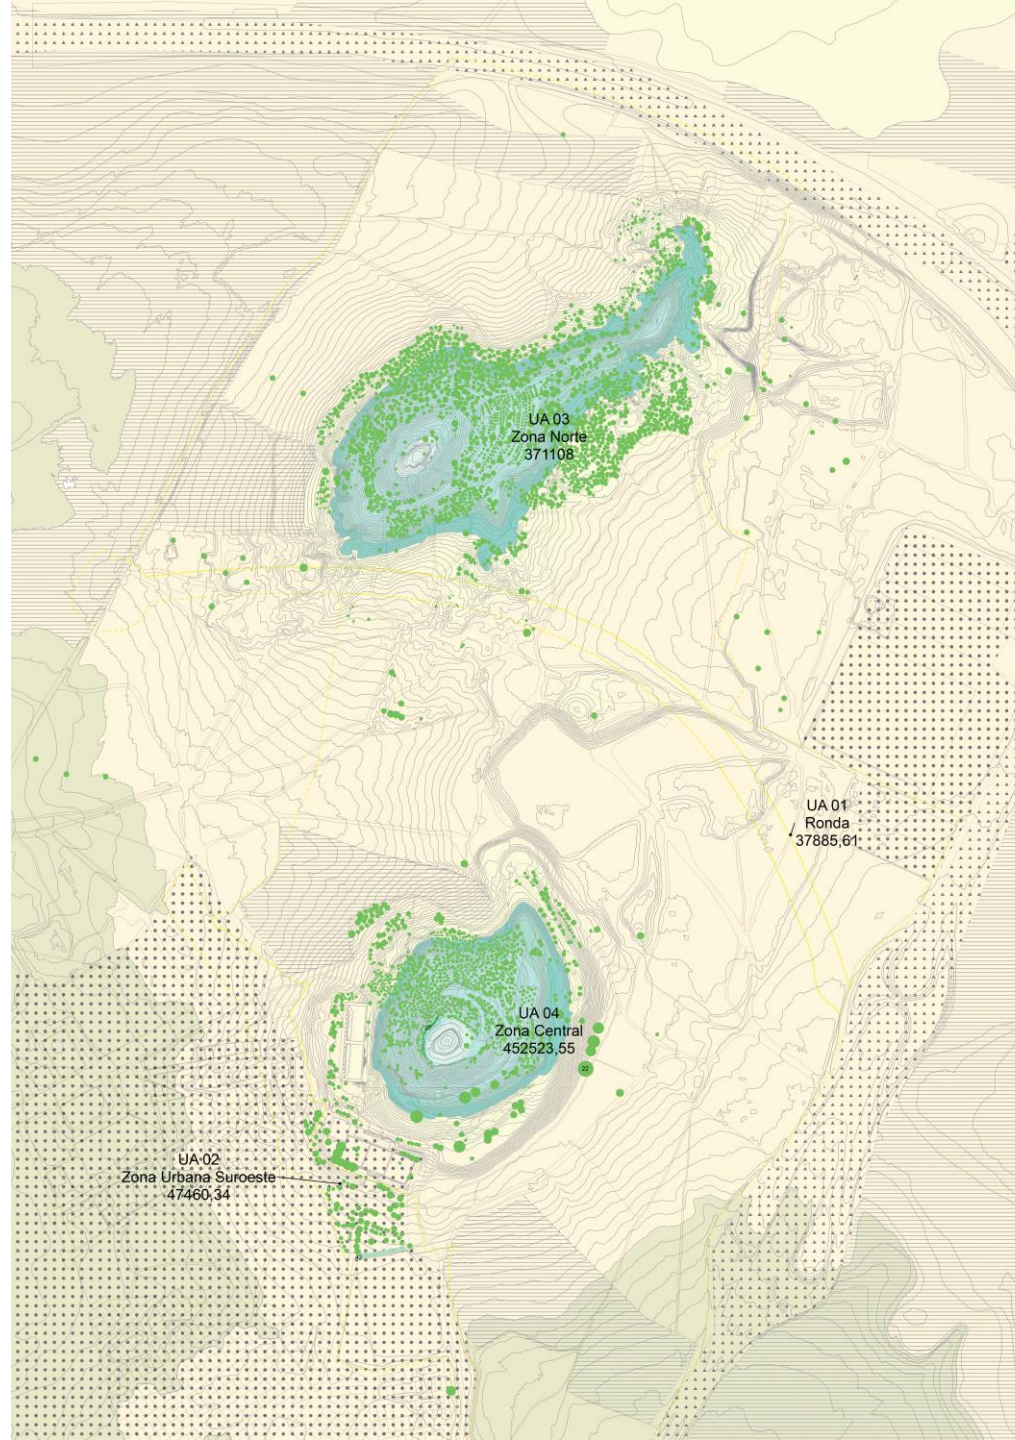 UA 03
Zona Norte
371108
UA 01
Ronda
37885,61
UA 04
Zona Central
452523,55
22
UA 02
Zona Urbana Suroeste
47460,34